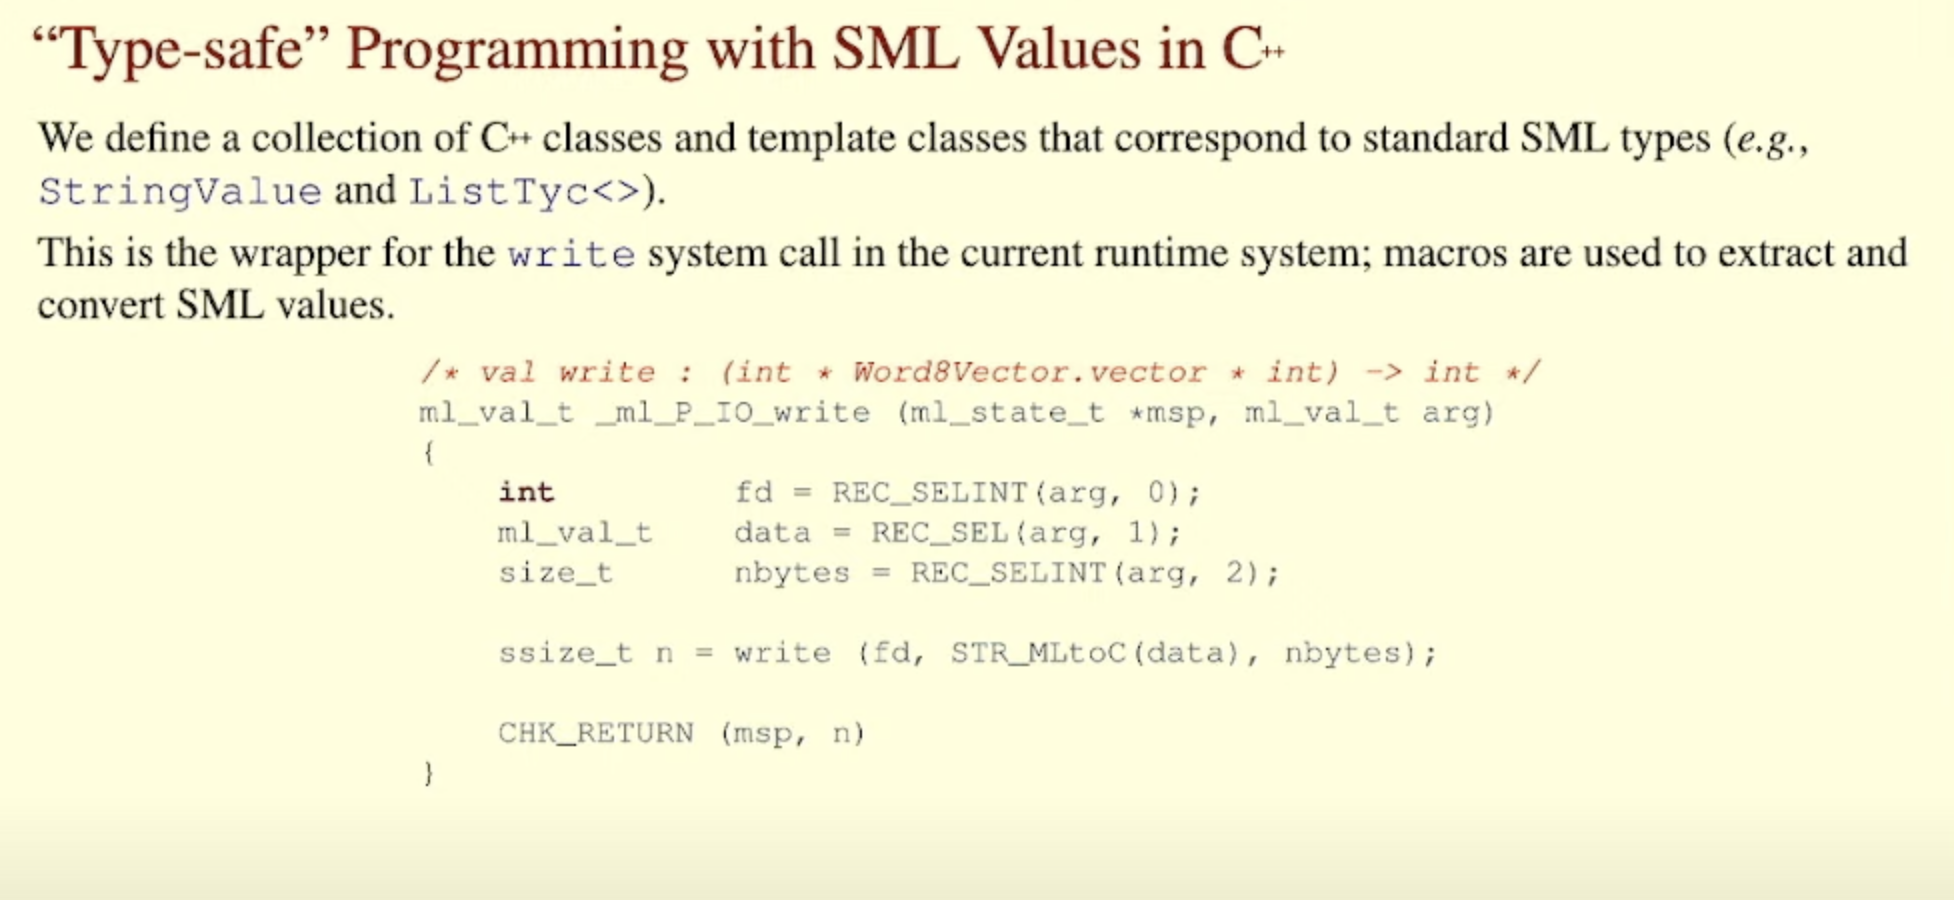 “Type-safe” Programming with SML Values in C++
We define a collection of C++ classes and template classes that correspond to standard SML types (e.g.,
StringValue and ListTyc<>).
This is the wrapper for the write system call in the current runtime system; macros are used to extract and
convert SML values.
/* val write : (int * Word8Vector.vector * int) -> int */
ml_val_t _ml_P_IO_write (ml_state_t *msp, ml_val_t arg)
{
    int         fd = REC_SELINT(arg, 0);
    ml_val_t    data = REC_SEL(arg, 1);
    size_t      nbytes = REC_SELINT(arg, 2);
    ssize_t n = write (fd, STR_MLtoC(data), nbytes);
    CHK_RETURN (msp, n)
}